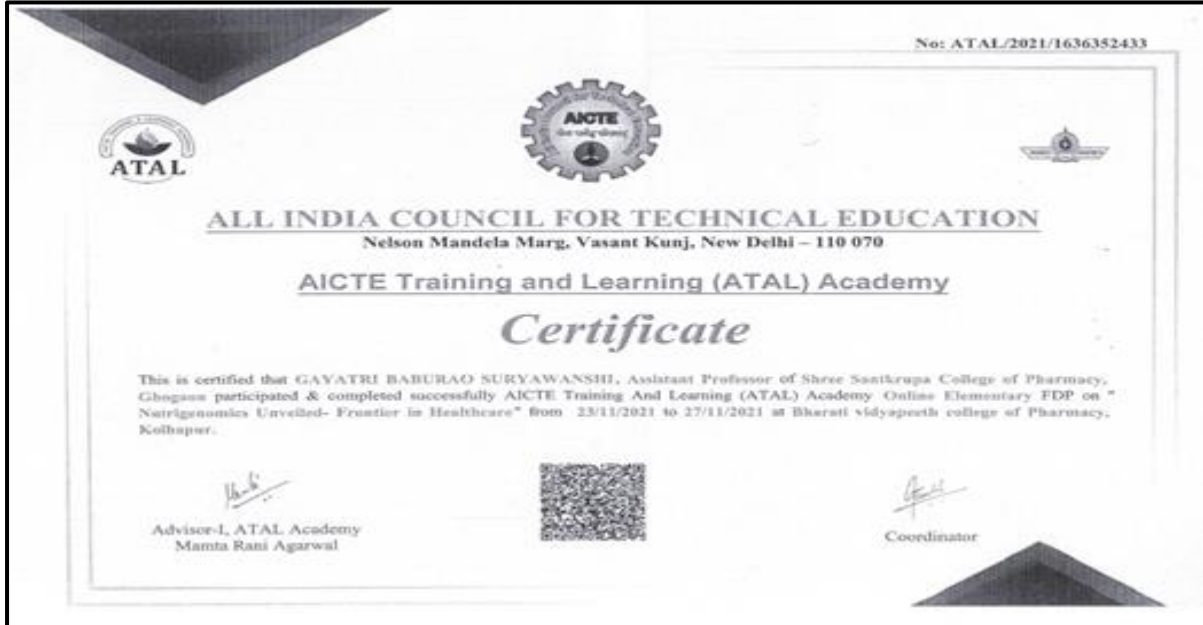 No: ATAL/2021/1636352433
ATAL
AICTE
ALL INDIA COUNCIL FOR TECHNICAL EDUCATION
Nelson Mandela Marg, Vasant Kunj, New Delhi – 110 070
AICTE Training and Learning (ATAL) Academy
Certificate
This is certified that GAYATRI BABURAO SURYAWANSHI, Assistant Professor of Shree Santkrupa College of Pharmacy,
Ghogaon participated & completed successfully AICTE Training And Learning (ATAL) Academy Online Elementary FDP on "
Nutrigenomics Unveiled- Frontier in Healthcare" from 23/11/2021 to 27/11/2021 at Bharati vidyapeeth college of Pharmacy,
Kolhapur.
Advisor-I, ATAL Academy
Mamta Rani Agarwal
Coordinator